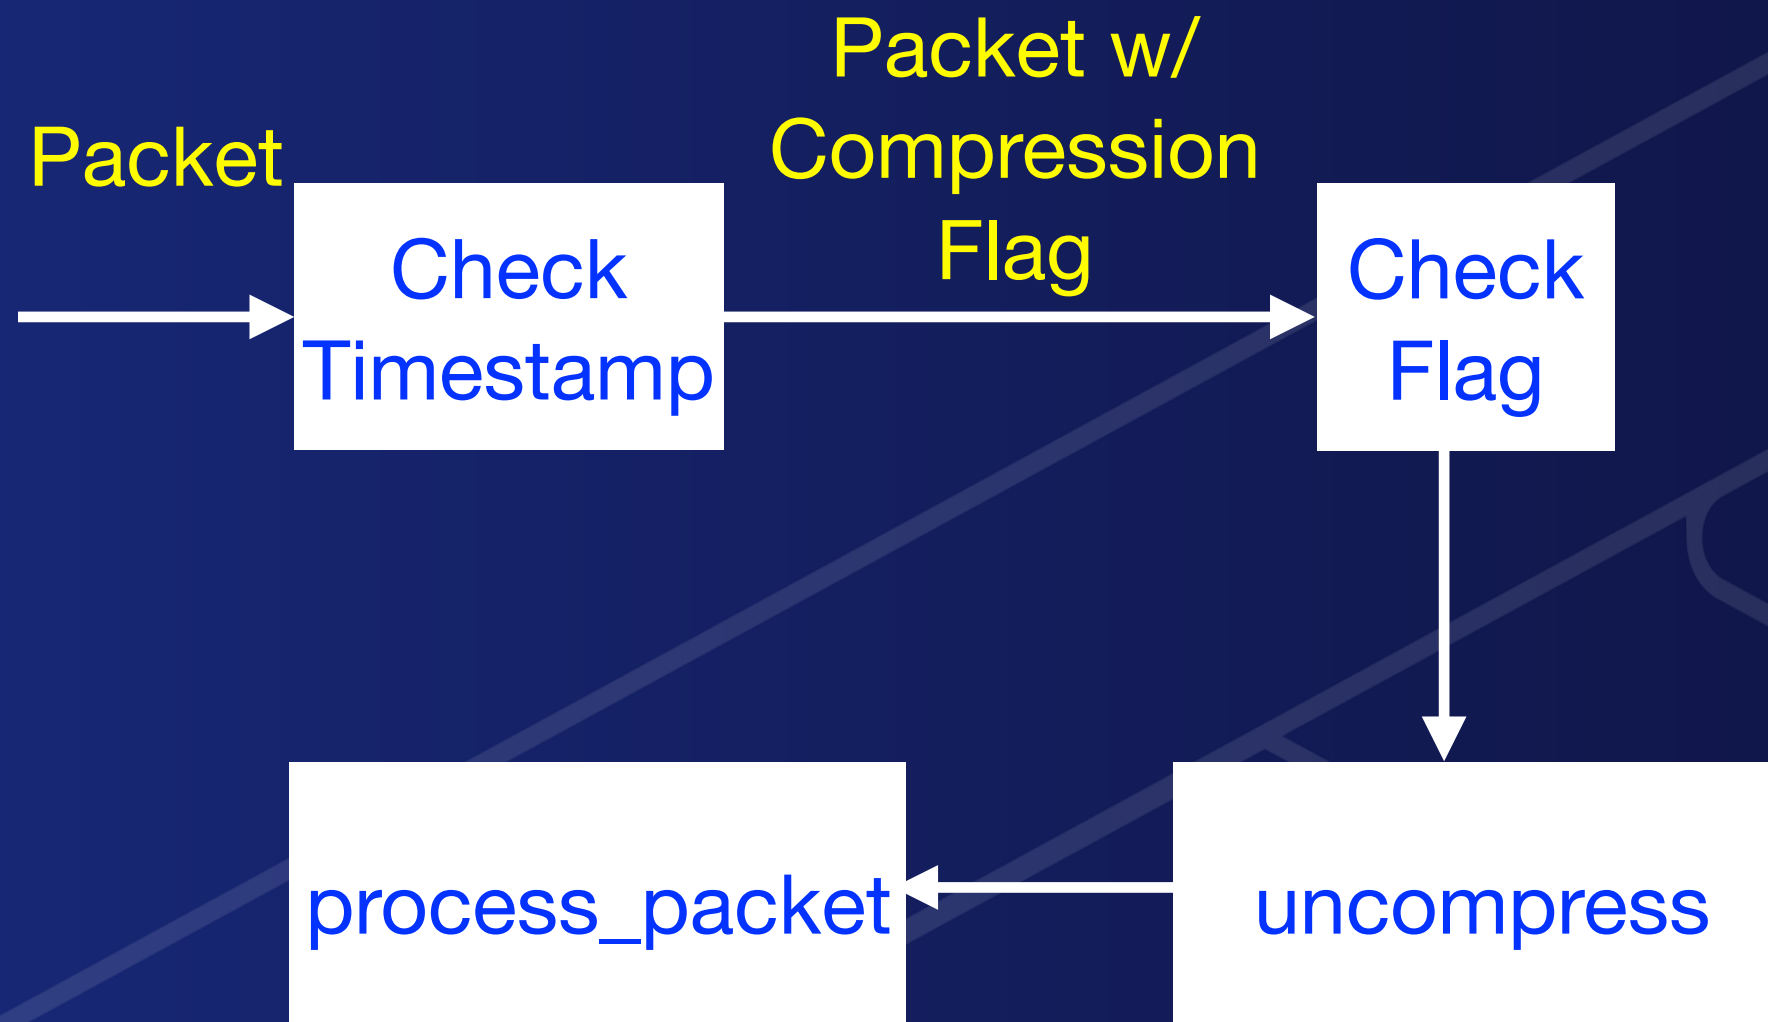 Packet
Packet w/
Compression
Flag
Check
Timestamp
Check
Flag
process_packet
uncompress